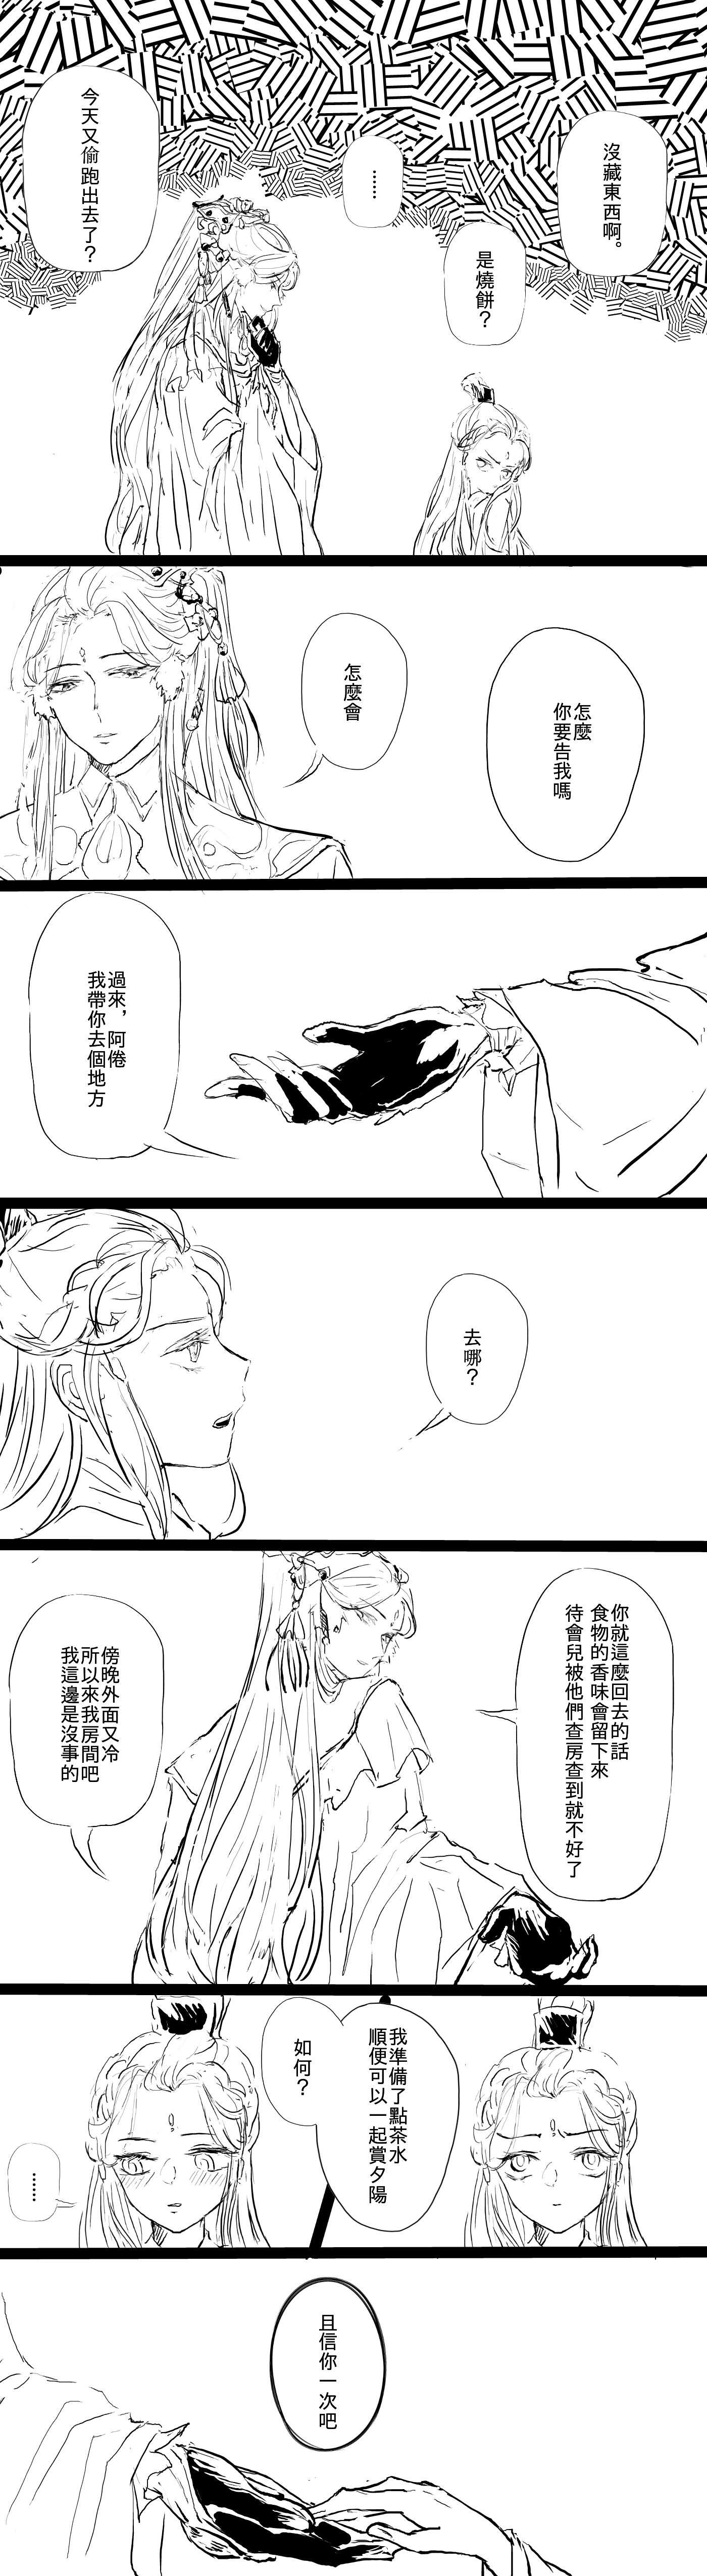 沒藏東西啊。
是燒餅？
……
今天又偷跑出去了？
怎麼
你要告我嗎
怎麼會
過來，阿倦
我帶你去個地方
去哪？
你就這麼回去的話
食物的香味會留下來
待會兒被他們查房查到就不好了
傍晚外面又冷
所以來我房間吧
我這邊是沒事的
我準備了點茶水
順便可以一起賞夕陽
如何？
……
且信你一次吧